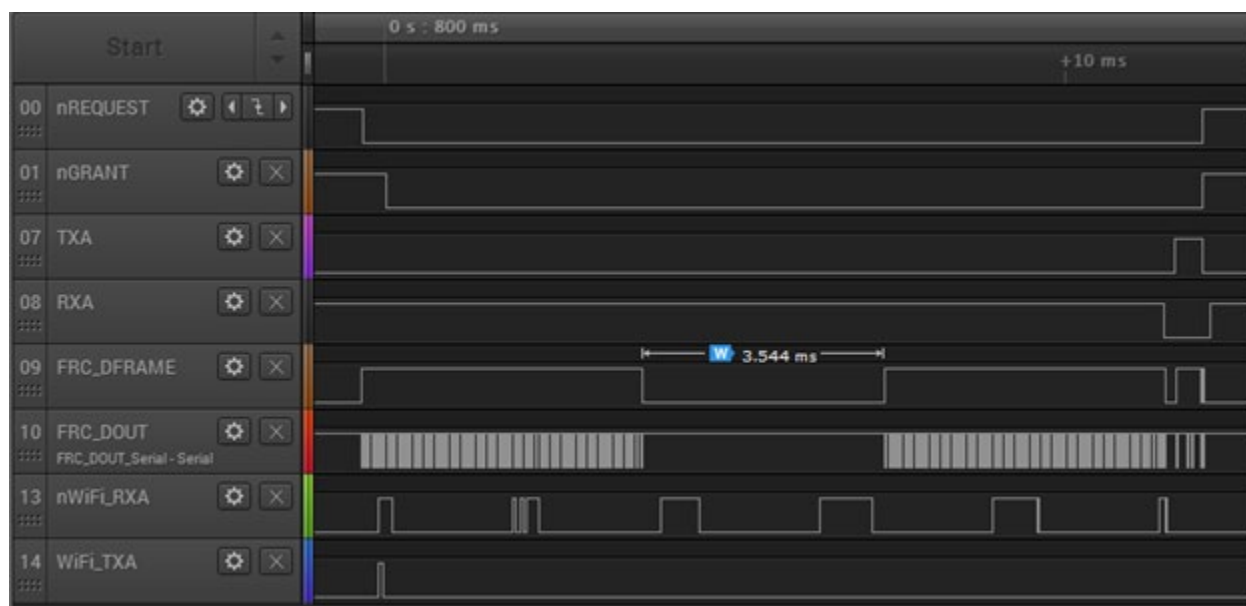 Start
0 s : 800 ms
+10 ms
00 nREQUEST
01 nGRANT
07 TXA
08 RXA
09 FRC_DFRAME
W 3.544 ms
10 FRC_DOUT
FRC_DOUT_Serial - Serial
13 nWiFi_RXA
14 WiFi_TXA